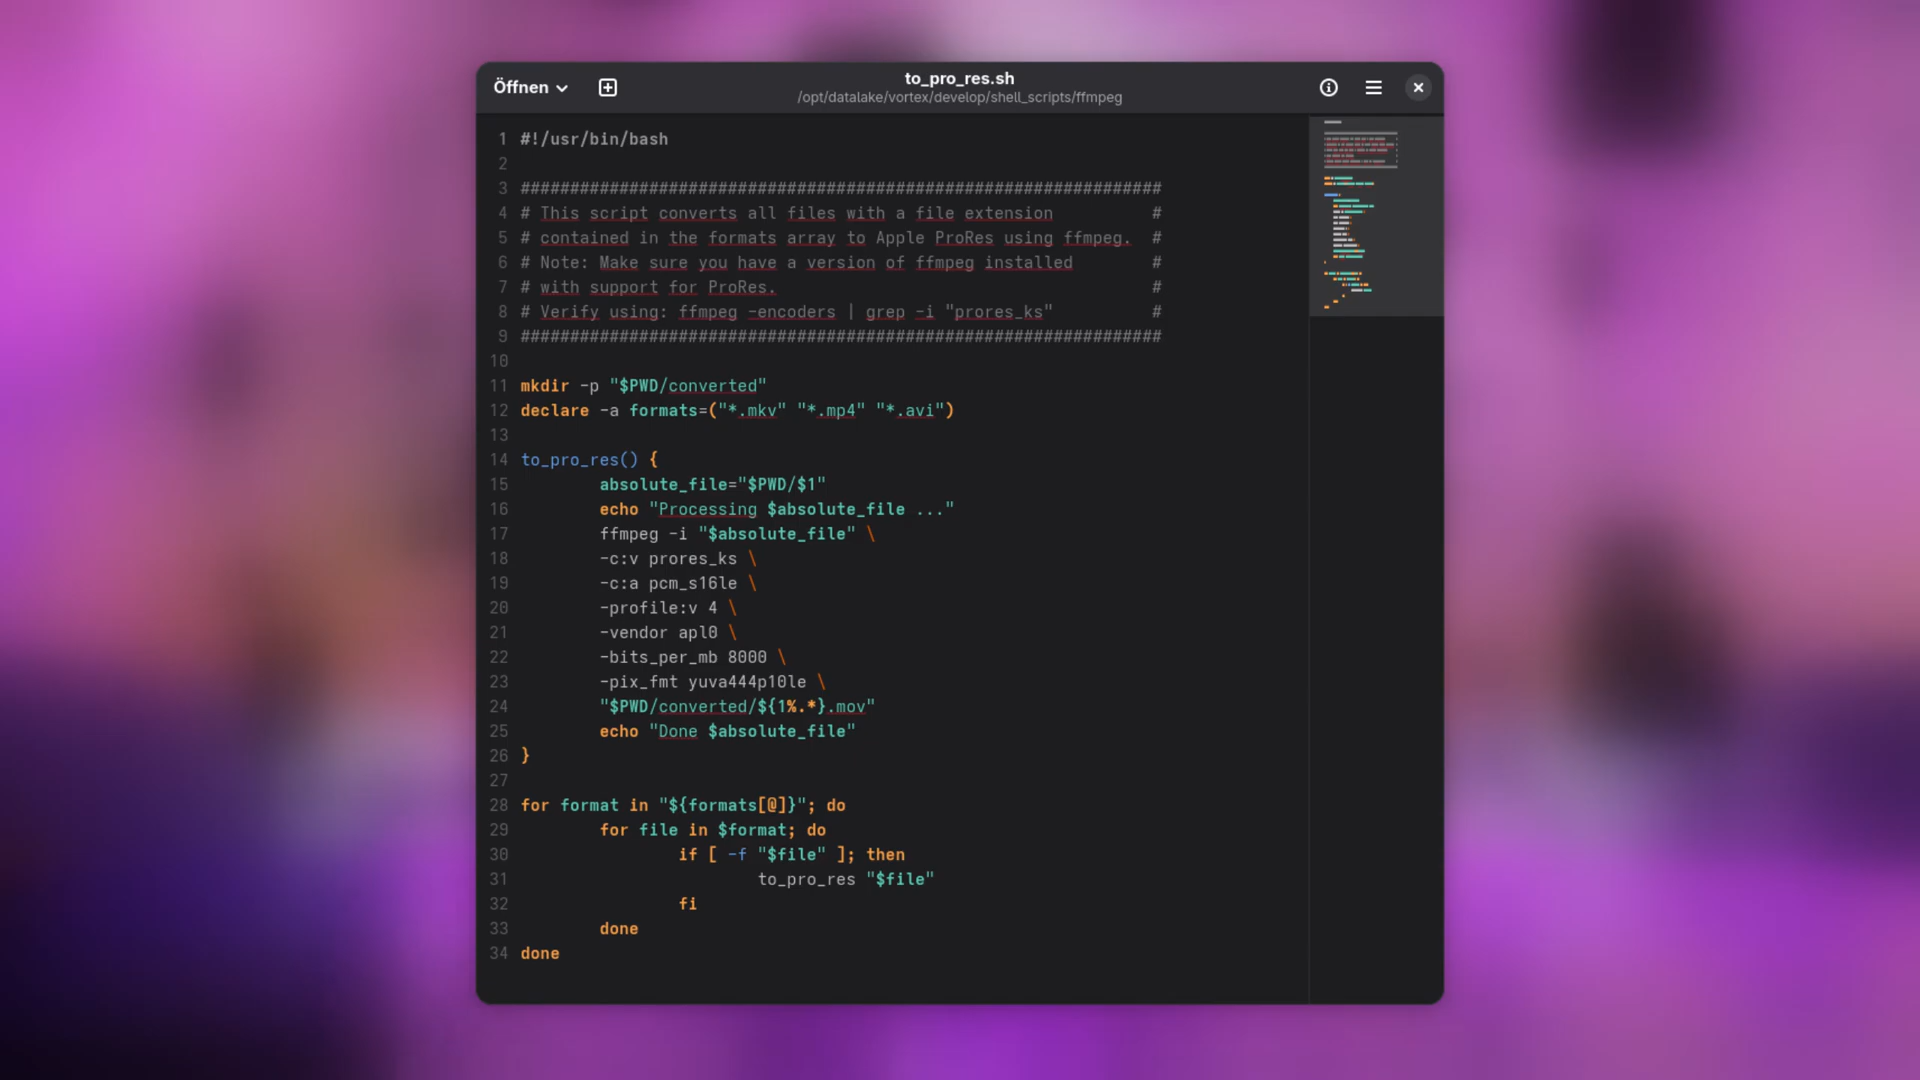 Öffnen
to_pro_res.sh
/opt/datalake/vortex/develop/shell_scripts/ffmpeg
1 #!/usr/bin/bash
2
3 #################################################################
4 # This script converts all files with a file extension          #
5 # contained in the formats array to Apple ProRes using ffmpeg.  #
6 # Note: Make sure you have a version of ffmpeg installed        #
7 # with support for ProRes.                                      #
8 # Verify using: ffmpeg -encoders | grep -i "prores_ks"          #
9 #################################################################
10
11 mkdir -p "$PWD/converted"
12 declare -a formats=("*.mkv" "*.mp4" "*.avi")
13
14 to_pro_res() {
15         absolute_file="$PWD/$1"
16         echo "Processing $absolute_file ..."
17         ffmpeg -i "$absolute_file" \
18         -c:v prores_ks \
19         -c:a pcm_s16le \
20         -profile:v 4 \
21         -vendor apl0 \
22         -bits_per_mb 8000 \
23         -pix_fmt yuva444p10le \
24         "$PWD/converted/${1%.*}.mov"
25         echo "Done $absolute_file"
26 }
27
28 for format in "${formats[@]}"; do
29         for file in $format; do
30                 if [ -f "$file" ]; then
31                         to_pro_res "$file"
32                 fi
33         done
34 done